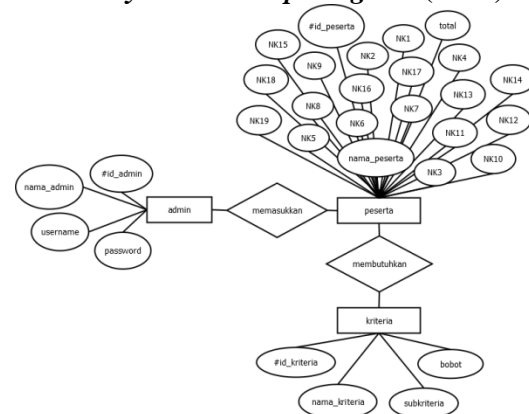 #id_peserta
total
NK15
NK1
NK2
NK4
NK9
NK17
NK18
NK14
NK16
NK13
NK8
NK7
NK19
NK6
NK12
NK5
NK11
nama_peserta
NK3
NK10
#id_admin
nama_admin
admin
memasukkan
peserta
username
password
membutuhkan
kriteria
#id_kriteria
bobot
nama_kriteria
subkriteria